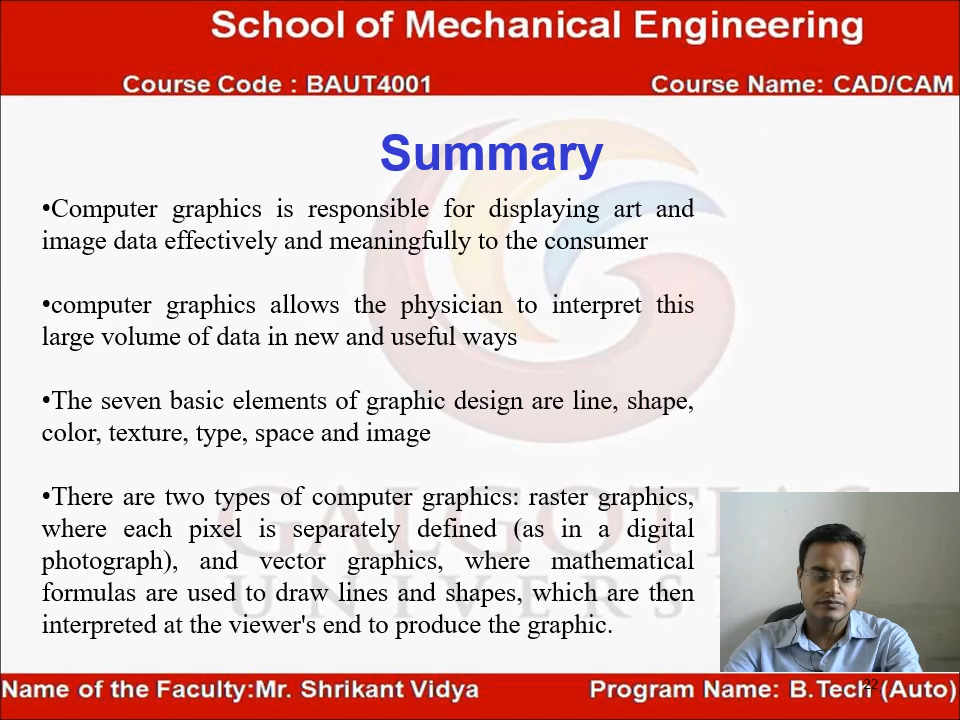 School of Mechanical Engineering
Course Code : BAUT4001 Course Name: CAD/CAM
Summary
•Computer graphics is responsible for displaying art and
image data effectively and meaningfully to the consumer
•computer graphics allows the physician to interpret this
large volume of data in new and useful ways
•The seven basic elements of graphic design are line, shape,
color, texture, type, space and image
•There are two types of computer graphics: raster graphics,
where each pixel is separately defined (as in a digital
photograph), and vector graphics, where mathematical
formulas are used to draw lines and shapes, which are then
interpreted at the viewer's end to produce the graphic.
GALGOTIAS
UNIVERSITY
Name of the Faculty:Mr. Shrikant Vidya Program Name: B.Tech (Auto)
22